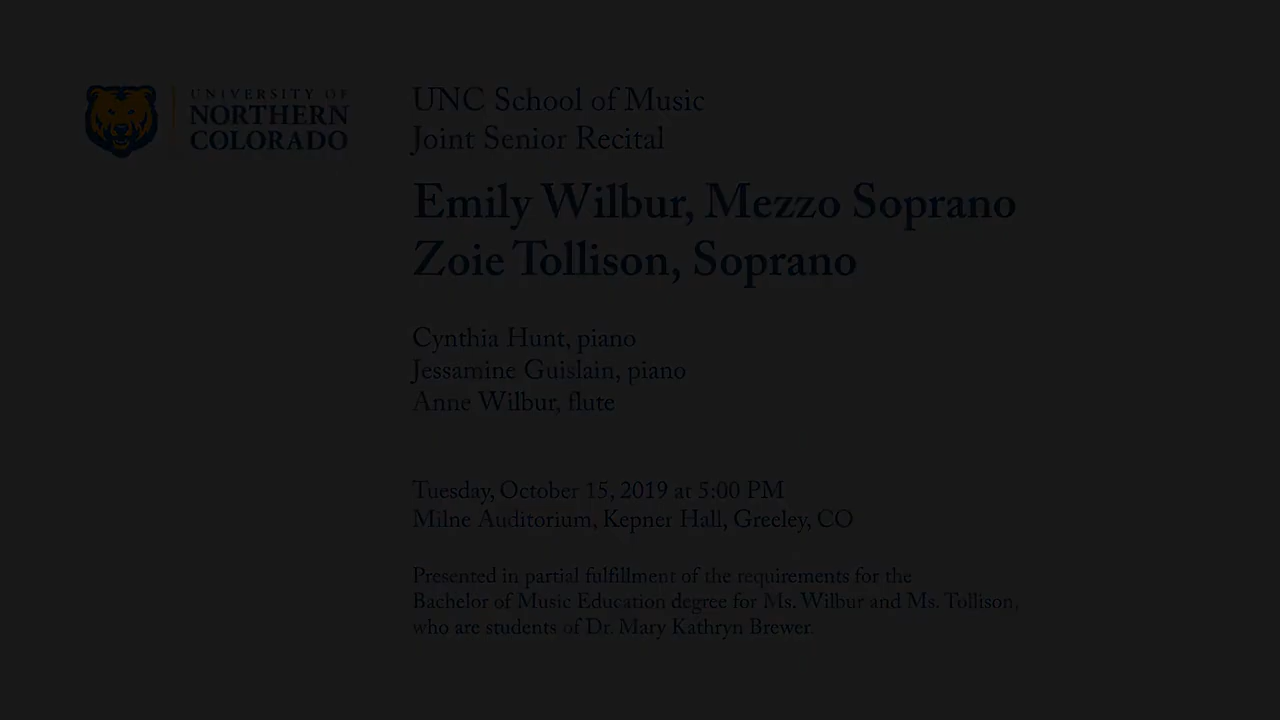 UNIVERSITY OF
NORTHERN
COLORADO
UNC School of Music
Joint Senior Recital
Emily Wilbur, Mezzo Soprano
Zoie Tollison, Soprano
Cynthia Hunt, piano
Jessamine Guislain, piano
Anne Wilbur, flute
Tuesday, October 15, 2019 at 5:00 PM
Milne Auditorium, Kepner Hall, Greeley, CO
Presented in partial fulfillment of the requirements for the
Bachelor of Music Education degree for Ms. Wilbur and Ms. Tollison,
who are students of Dr. Mary Kathryn Brewer.